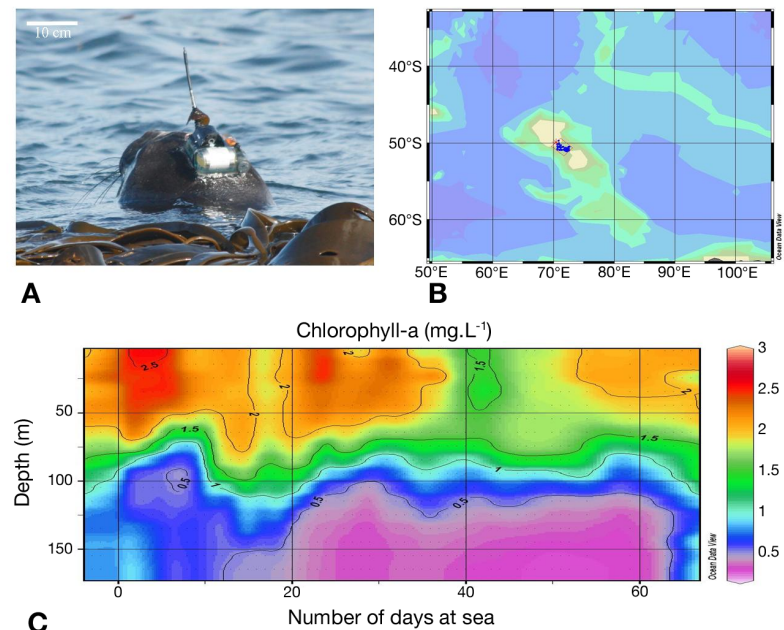 10 cm
A
40°S
50°S
60°S
50°E 60°E 70°E 80°E 90°E 100°E
Ocean Data View
B
Chlorophyll-a (mg.L-1)
Depth (m)
50
100
150
2.5
2
2
2
1.5
2
1.5
1.5
1
1
0.5
0.5
0.5
3
2.5
2
1.5
1
0.5
Ocean Data View
0 20 40 60
Number of days at sea
C